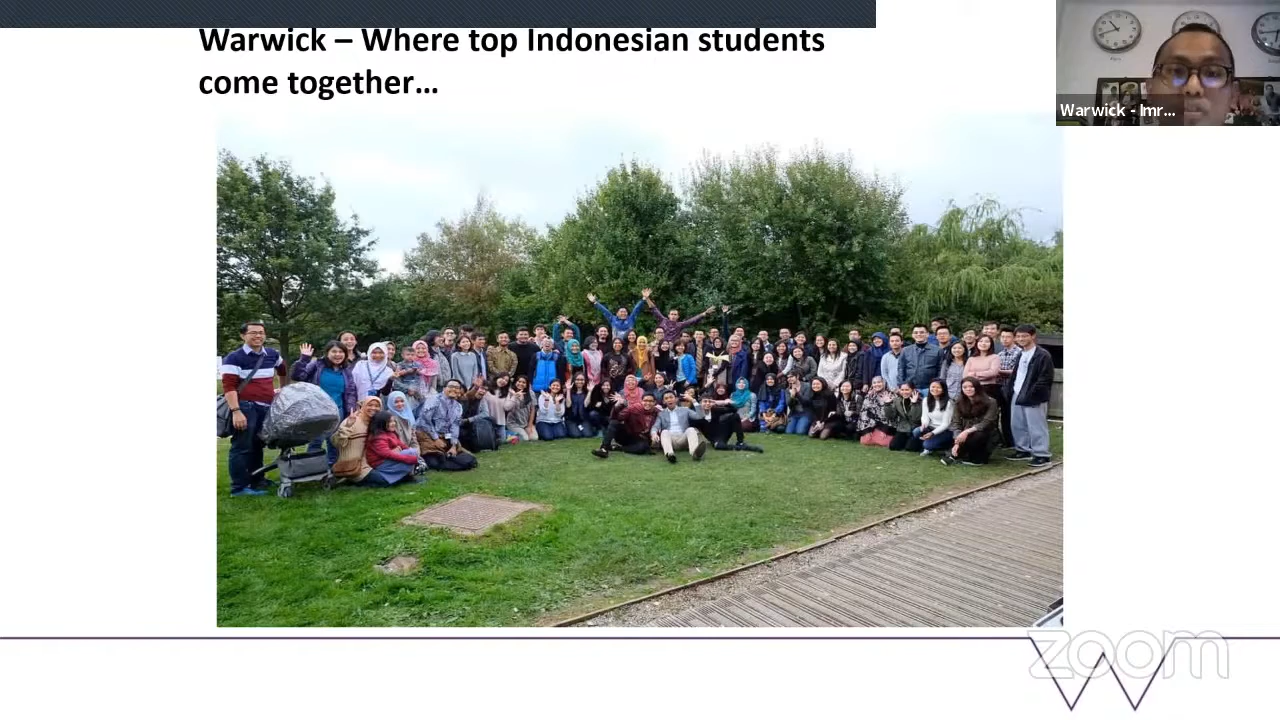 Warwick – Where top Indonesian students
come together…
Warwick - Imr...
zoom